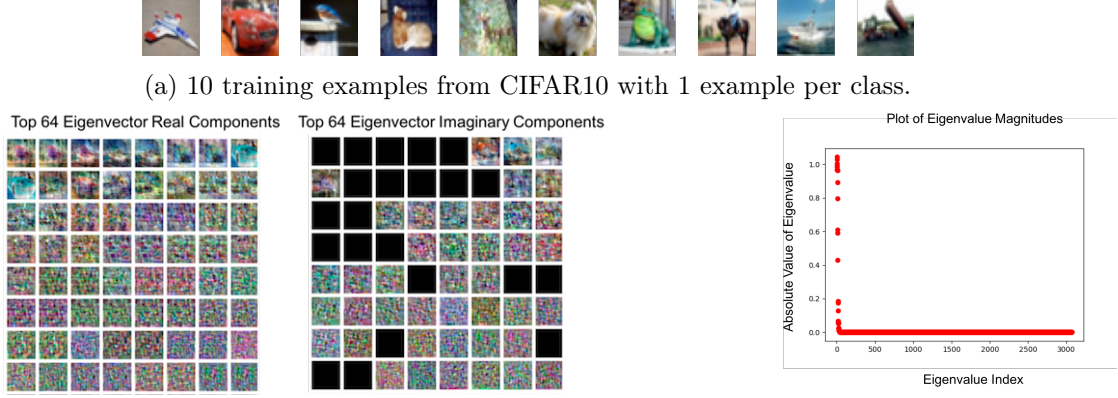 (a) 10 training examples from CIFAR10 with 1 example per class.
Top 64 Eigenvector Real Components
Top 64 Eigenvector Imaginary Components
Plot of Eigenvalue Magnitudes
Absolute Value of Eigenvalue
1.0
0.8
0.6
0.4
0.2
0.0
0 500 1000 1500 2000 2500 3000
Eigenvalue Index